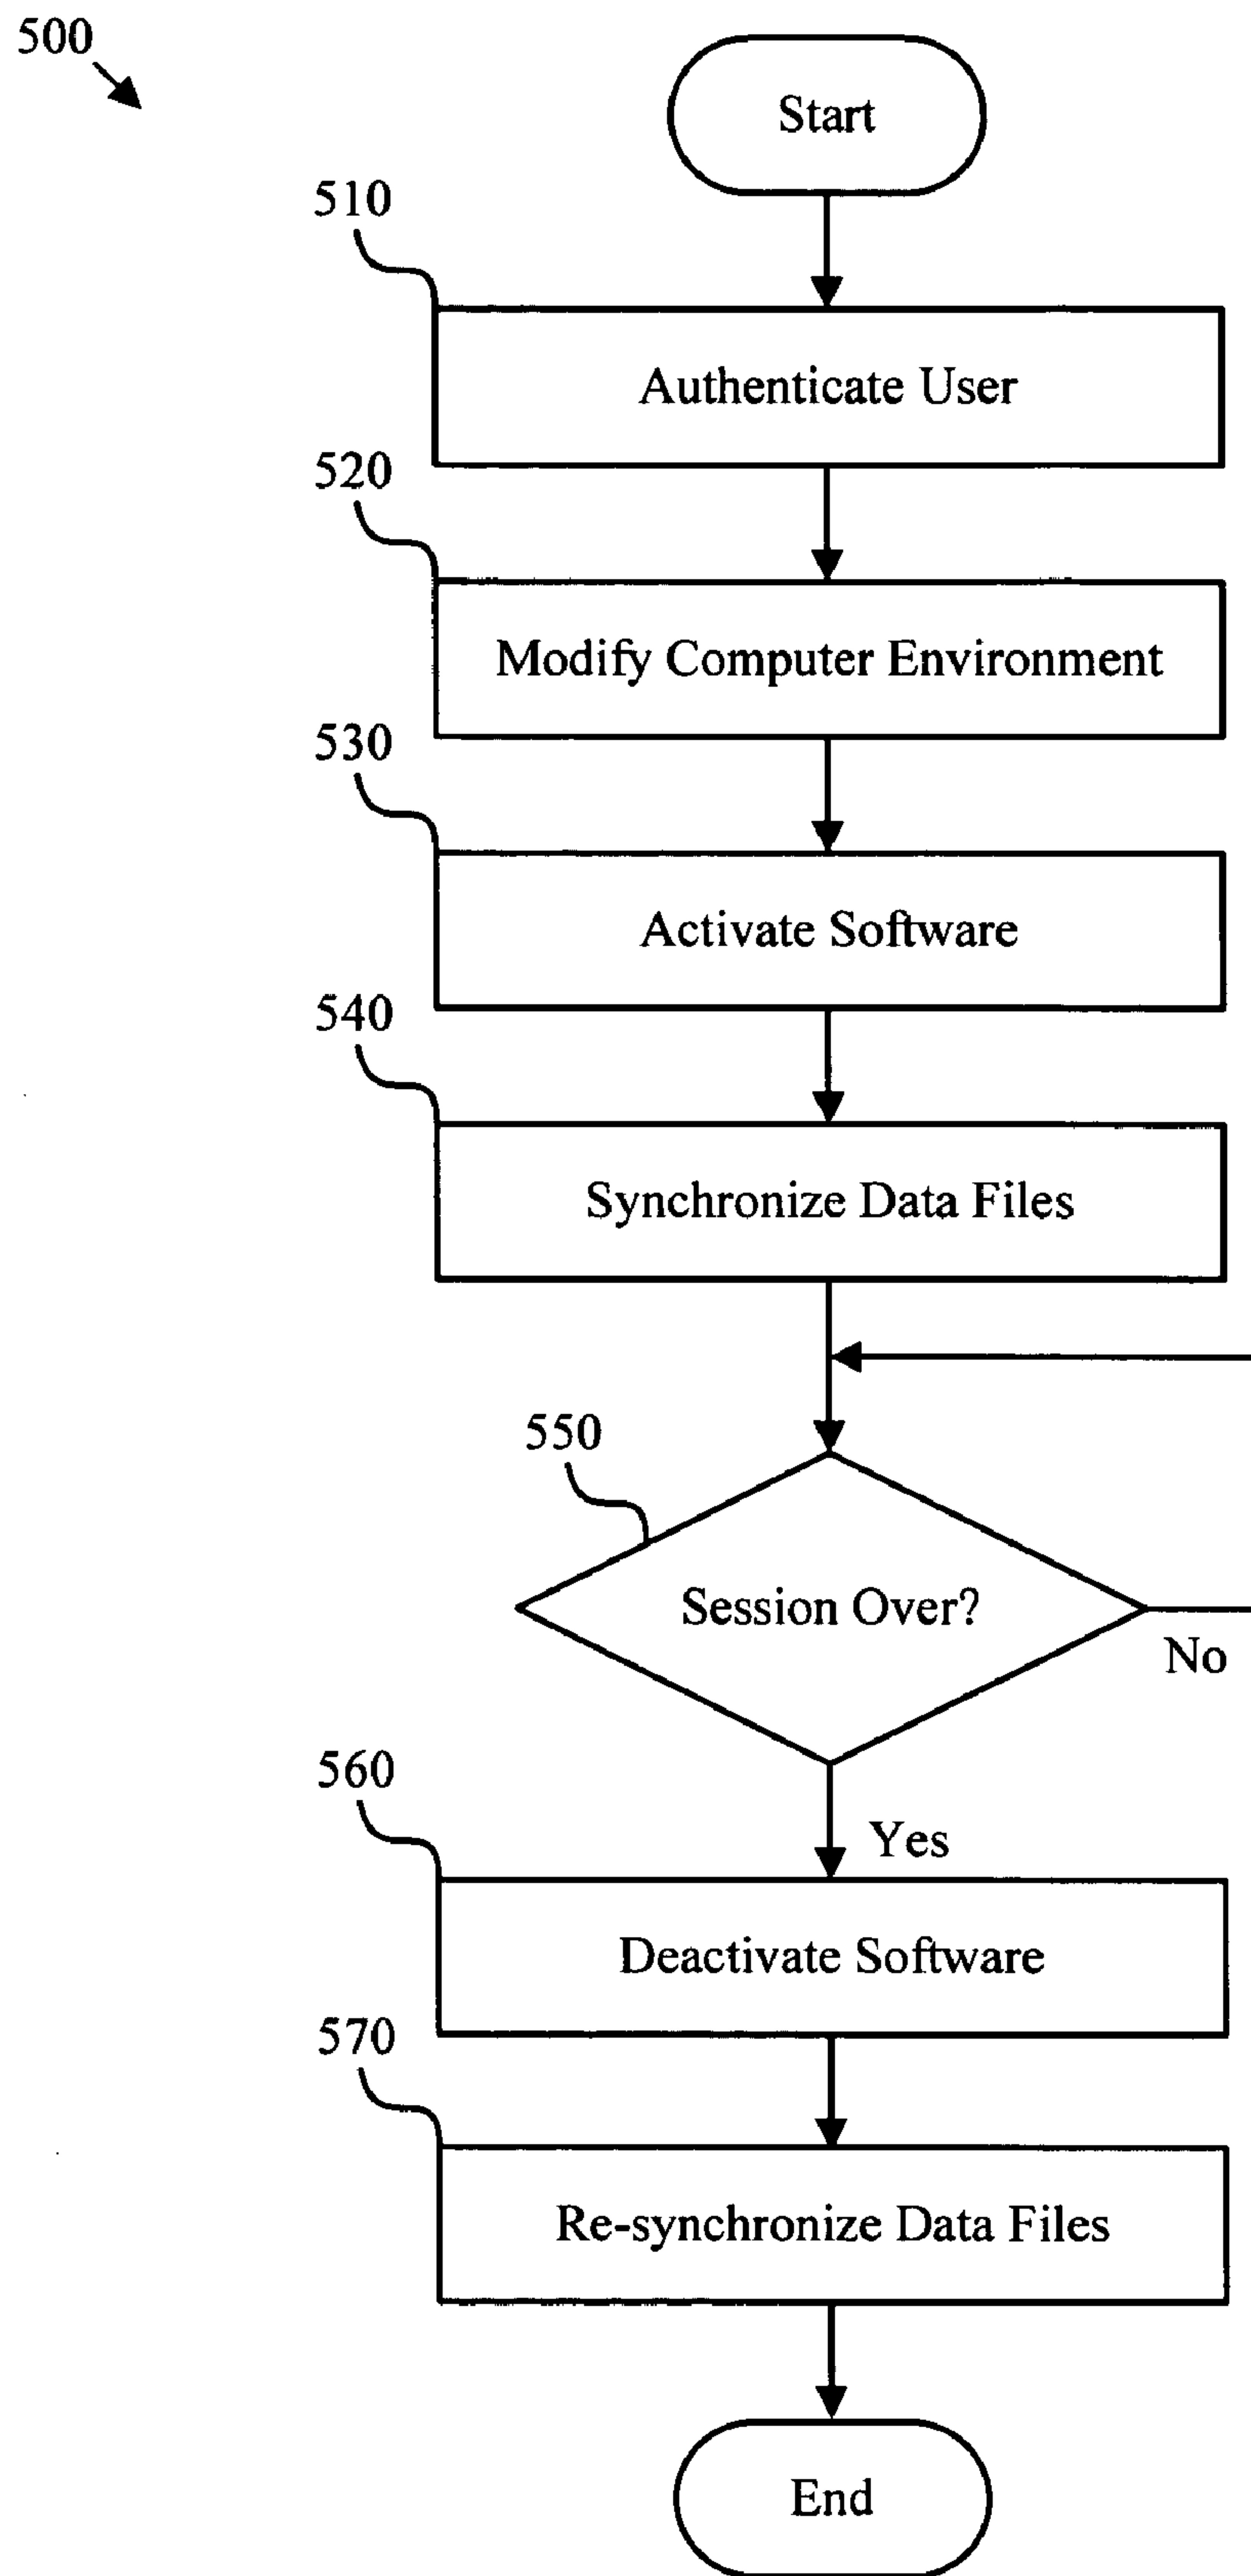 500
Start
510
Authenticate User
520
Modify Computer Environment
530
Activate Software
540
Synchronize Data Files
550
Session Over?
No
560
Yes
Deactivate Software
570
Re-synchronize Data Files
End